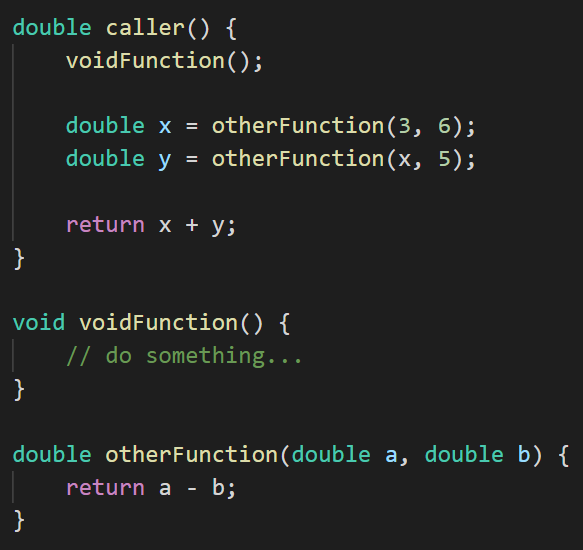 double caller() {
    voidFunction();

    double x = otherFunction(3, 6);
    double y = otherFunction(x, 5);

    return x + y;
}

void voidFunction() {
    // do something...
}

double otherFunction(double a, double b) {
    return a - b;
}